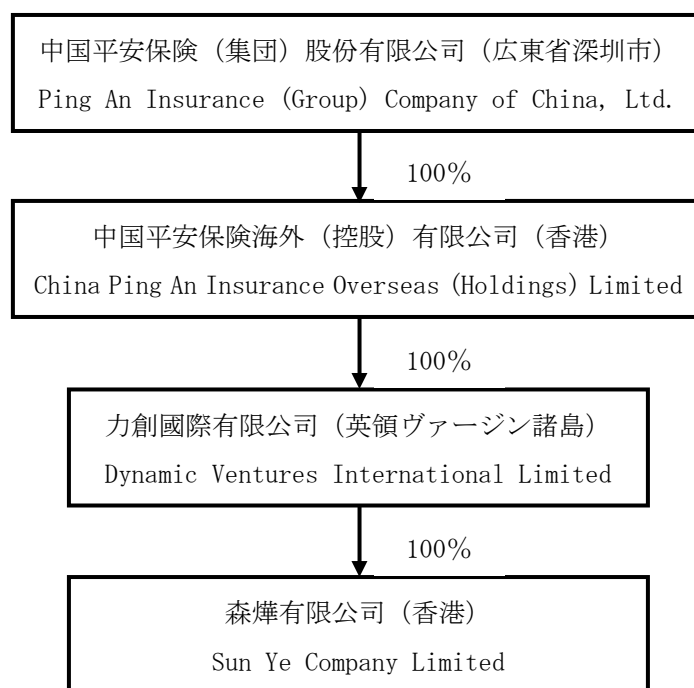 中国平安保険（集団）股份有限公司（広東省深圳市）
Ping An Insurance (Group) Company of China, Ltd.
100％
中国平安保険海外（控股）有限公司（香港）
China Ping An Insurance Overseas (Holdings) Limited
100％
力創國際有限公司（英領ヴァージン諸島）
Dynamic Ventures International Limited
100％
森燁有限公司（香港）
Sun Ye Company Limited